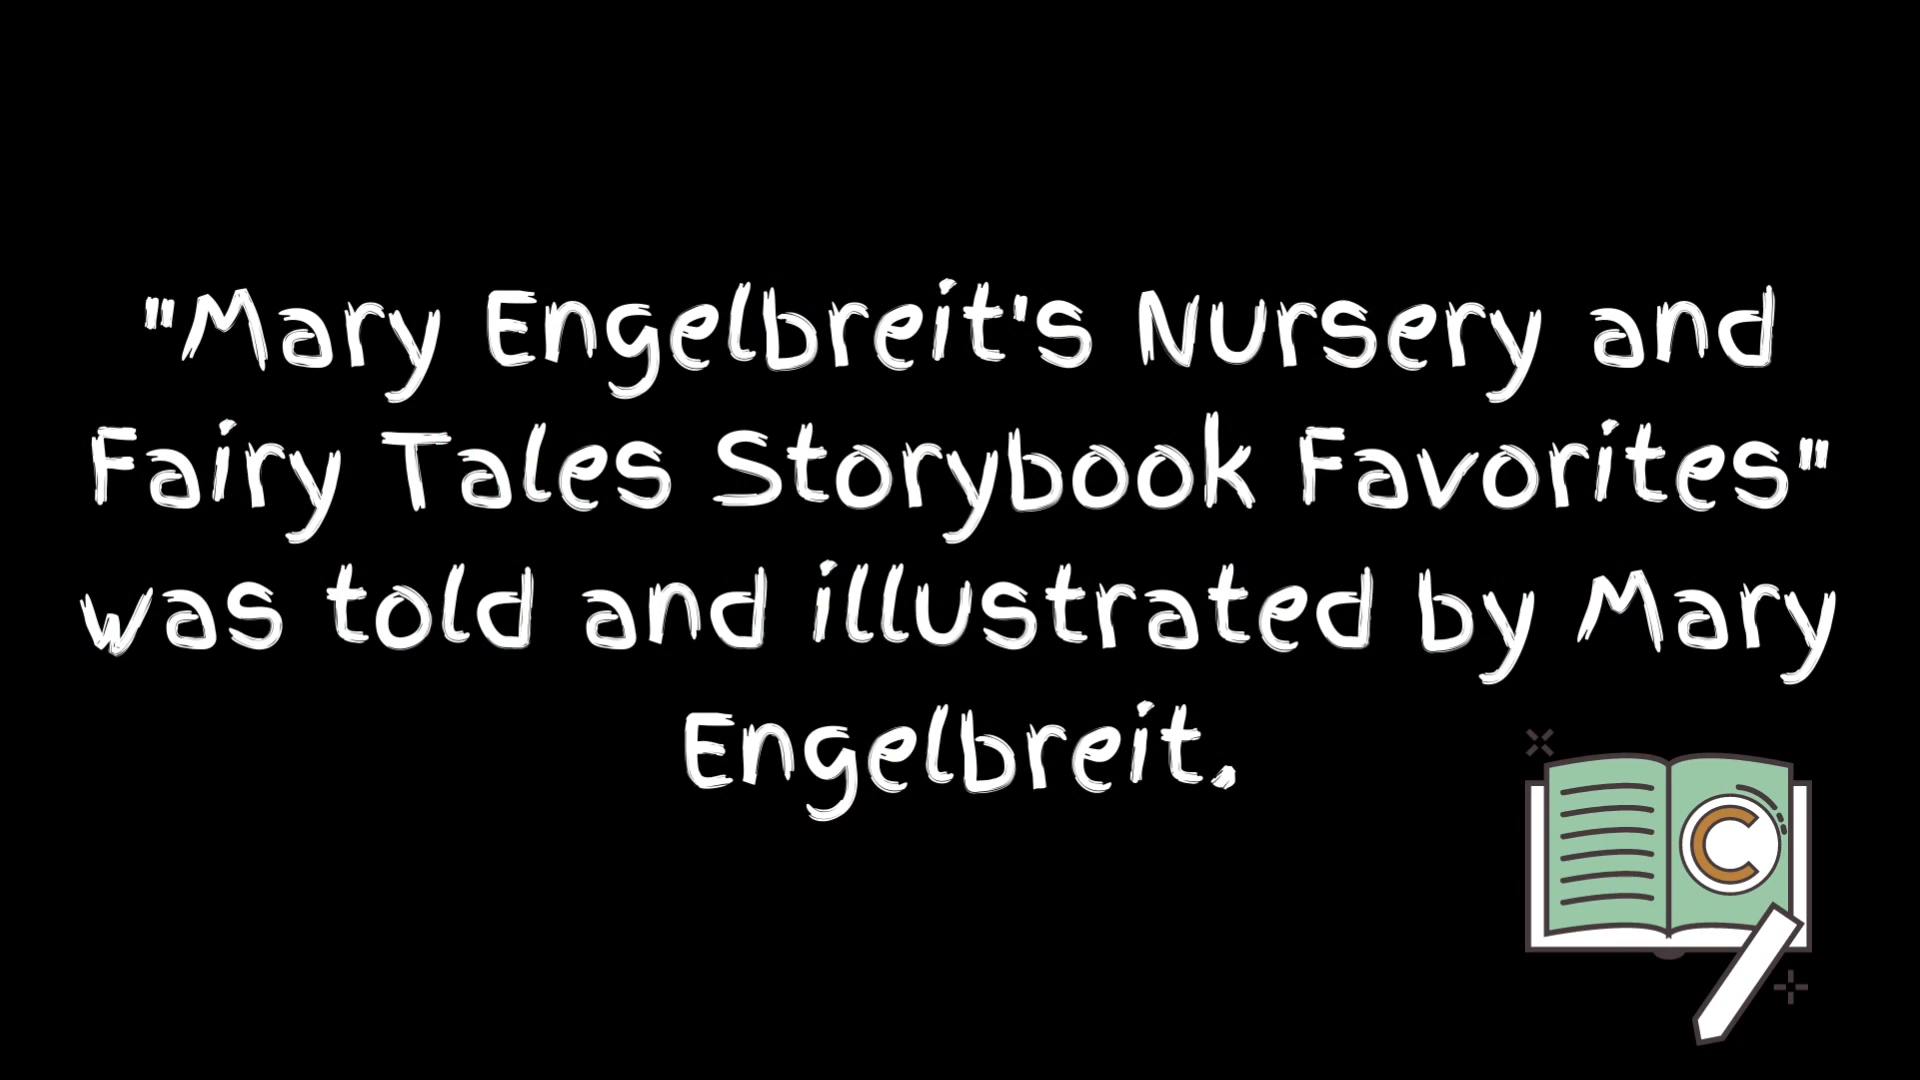 "Mary Engelbreit's Nursery and
Fairy Tales Storybook Favorites"
was told and illustrated by Mary
Engelbreit.
C